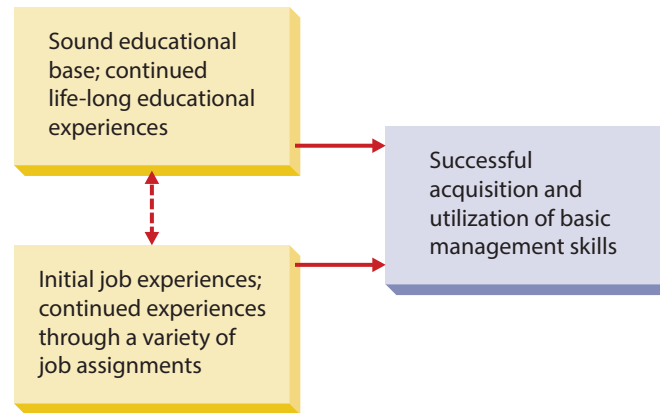 Sound educational
base; continued
life-long educational
experiences
Successful
acquisition and
utilization of basic
management skills
Initial job experiences;
continued experiences
through a variety of
job assignments